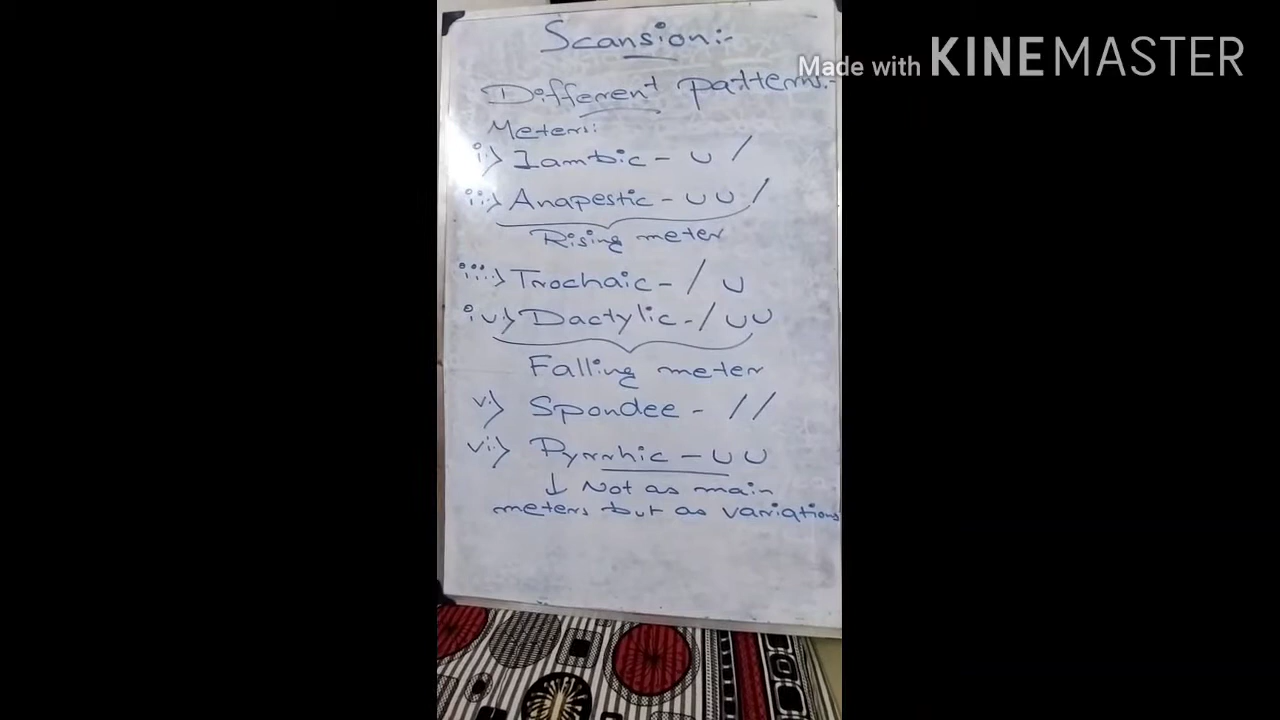 Scansion:-
Made with KINEMASTER
Different patterns:-
Meters:
i) Iambic - ∪ /
ii) Anapestic - ∪∪ /
Rising meter
iii) Trochaic - / ∪
iv) Dactylic - / ∪∪
Falling meter
v) Spondee - //
vi) Pyrrhic - ∪∪
↓ Not as main
meters but as variations